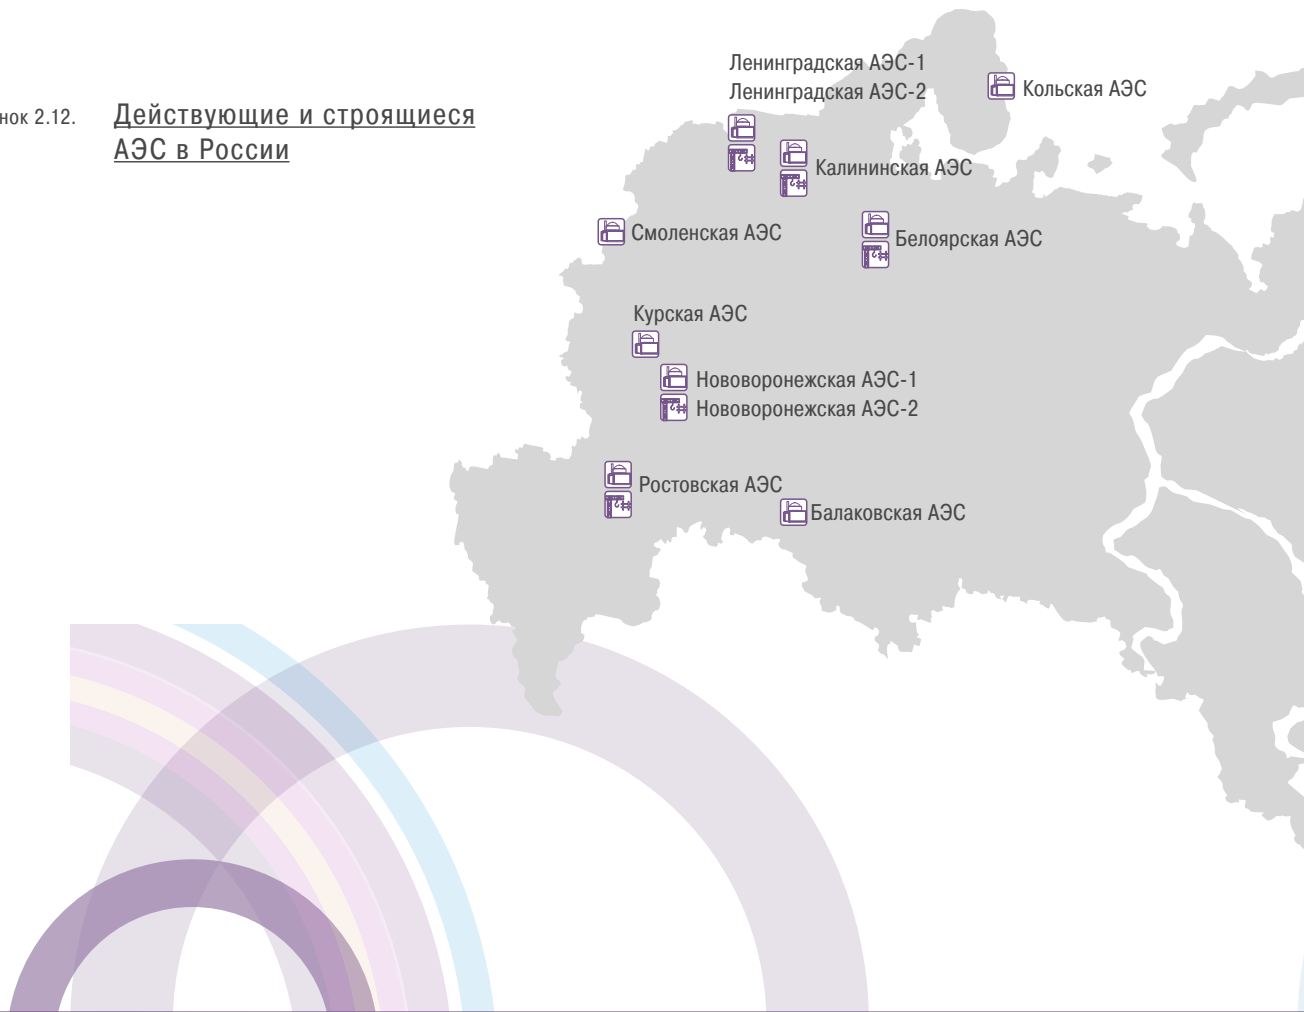 нок 2.12.
Действующие и строящиеся
АЭС в России
Ленинградская АЭС-1
Ленинградская АЭС-2
Кольская АЭС
Калининская АЭС
Смоленская АЭС
Белоярская АЭС
Курская АЭС
Нововоронежская АЭС-1
Нововоронежская АЭС-2
Ростовская АЭС
Балаковская АЭС